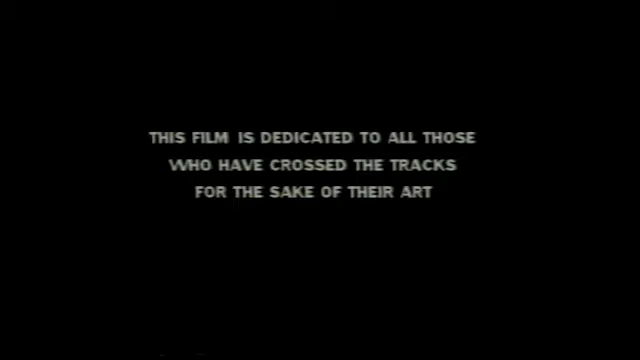 THIS FILM IS DEDICATED TO ALL THOSE
WHO HAVE CROSSED THE TRACKS
FOR THE SAKE OF THEIR ART